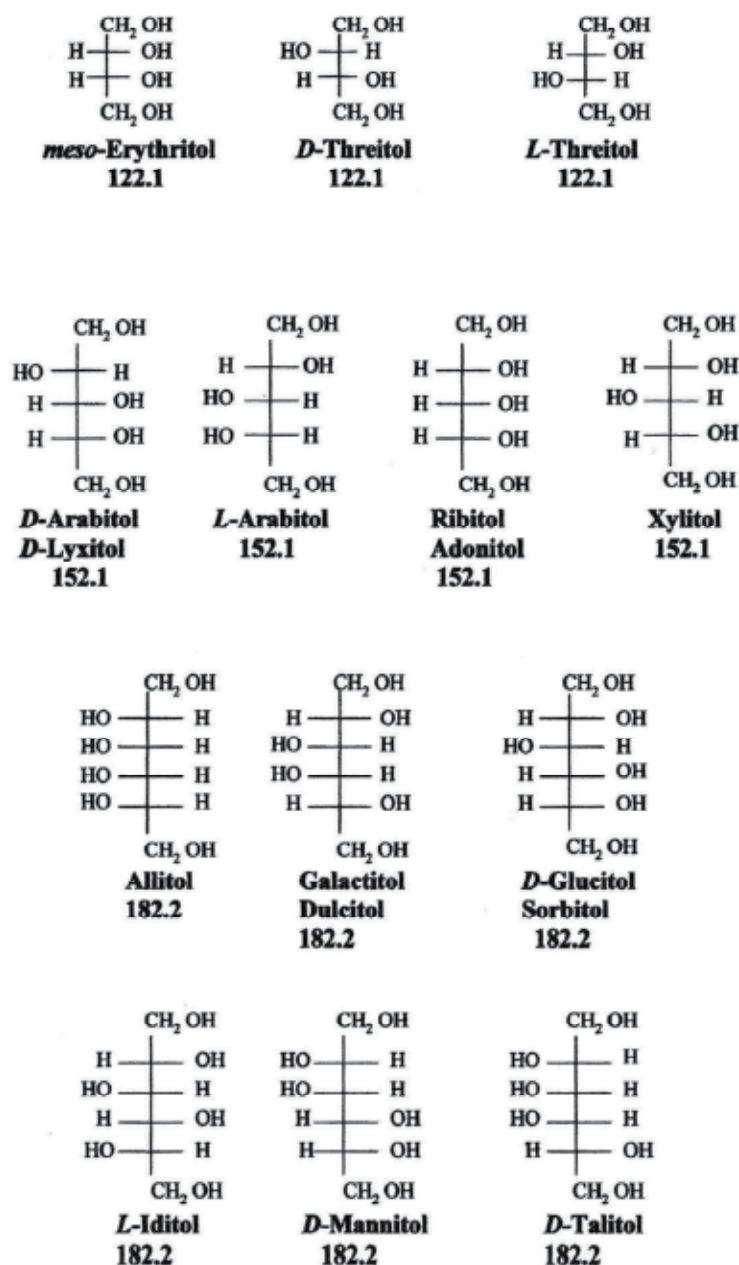 CH2 OH CH2 OH CH2 OH
H OH HO H H OH
H OH H OH HO H
CH2 OH CH2 OH CH2 OH
meso-Erythritol D-Threitol L-Threitol
122.1 122.1 122.1
CH2 OH CH2 OH CH2 OH CH2 OH
HO H H OH H OH H OH
H OH HO H H OH HO H
H OH HO H H OH H OH
CH2 OH CH2 OH CH2 OH CH2 OH
D-Arabitol L-Arabitol Ribitol Xylitol
D-Lyxitol 152.1 Adonitol 152.1
152.1 152.1
CH2 OH CH2 OH CH2 OH
HO H H OH H OH
HO H HO H HO H
HO H HO H H OH
HO H H OH H OH
CH2 OH CH2 OH CH2 OH
Allitol Galactitol D-Glucitol
182.2 Dulcitol Sorbitol
182.2 182.2
CH2 OH CH2 OH CH2 OH
H OH HO H HO H
HO H HO H HO H
H OH H OH HO H
HO H H OH H OH
CH2 OH CH2 OH CH2 OH
L-Iditol D-Mannitol D-Talitol
182.2 182.2 182.2